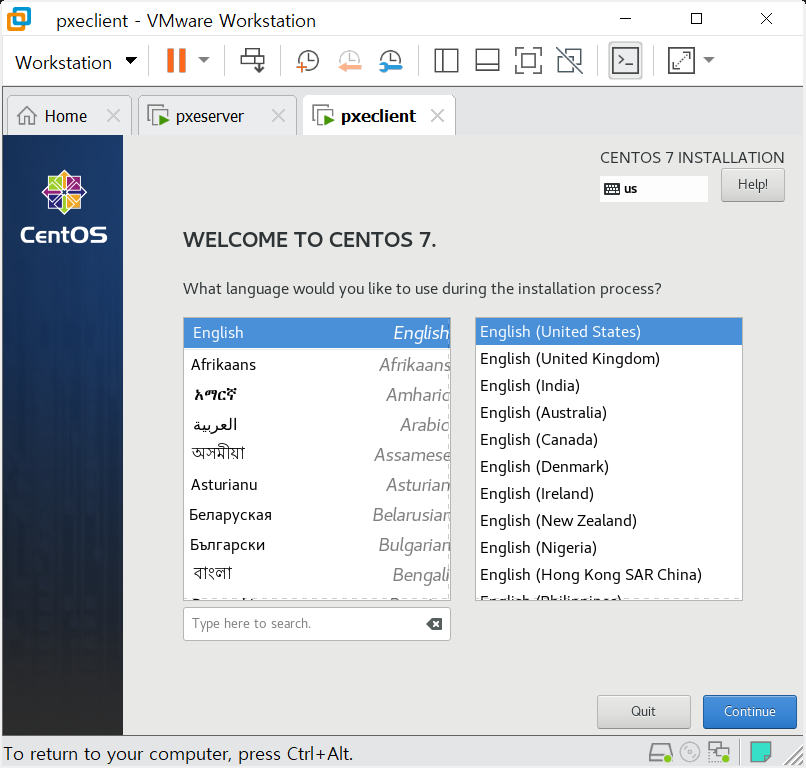 pxeclient - VMware Workstation
Workstation
Home
pxeserver
pxeclient
CENTOS 7 INSTALLATION
us
Help!
CentOS
WELCOME TO CENTOS 7.
What language would you like to use during the installation process?
English English
Afrikaans Afrikaans
አማርኛ Amharic
العربية Arabic
অসমীয়া Assamese
Asturianu Asturian
Беларуская Belarusian
Български Bulgarian
বাংলা Bengali
English (United States)
English (United Kingdom)
English (India)
English (Australia)
English (Canada)
English (Denmark)
English (Ireland)
English (New Zealand)
English (Nigeria)
English (Hong Kong SAR China)
English (Philippines)
Type here to search.
Quit
Continue
To return to your computer, press Ctrl+Alt.